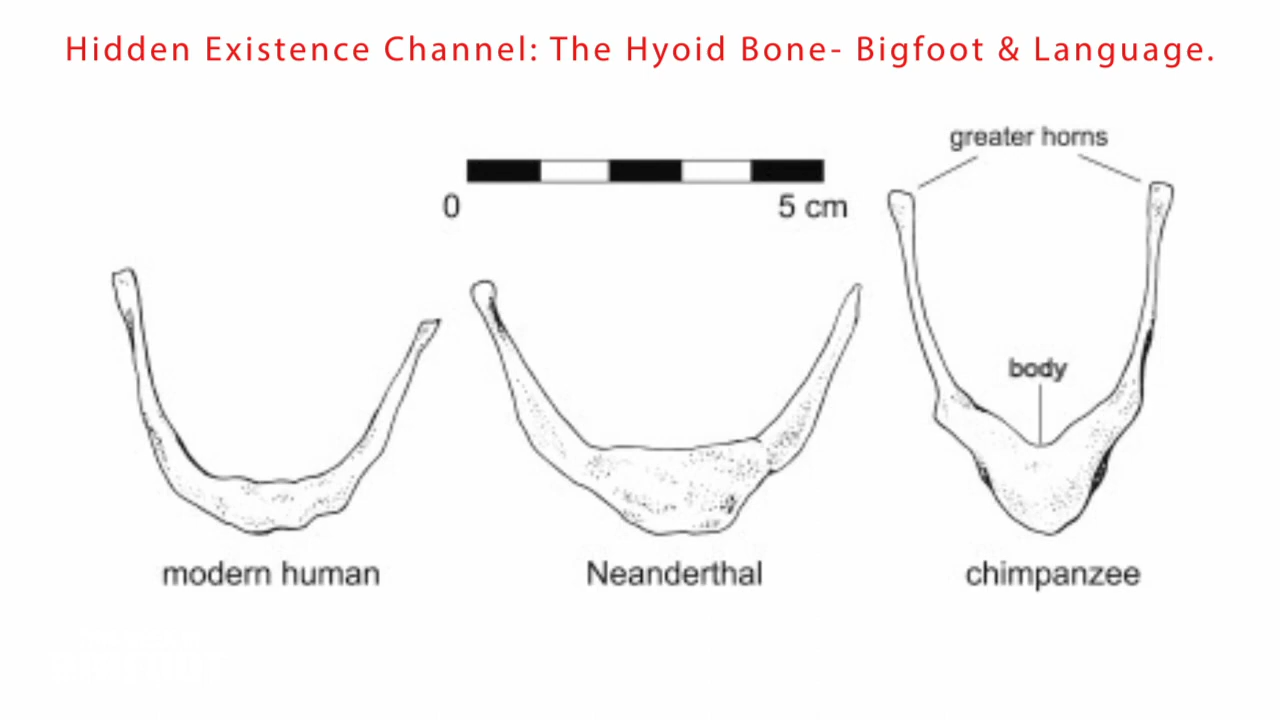 Hidden Existence Channel: The Hyoid Bone- Bigfoot & Language.
greater horns
0 5 cm
body
modern human Neanderthal chimpanzee